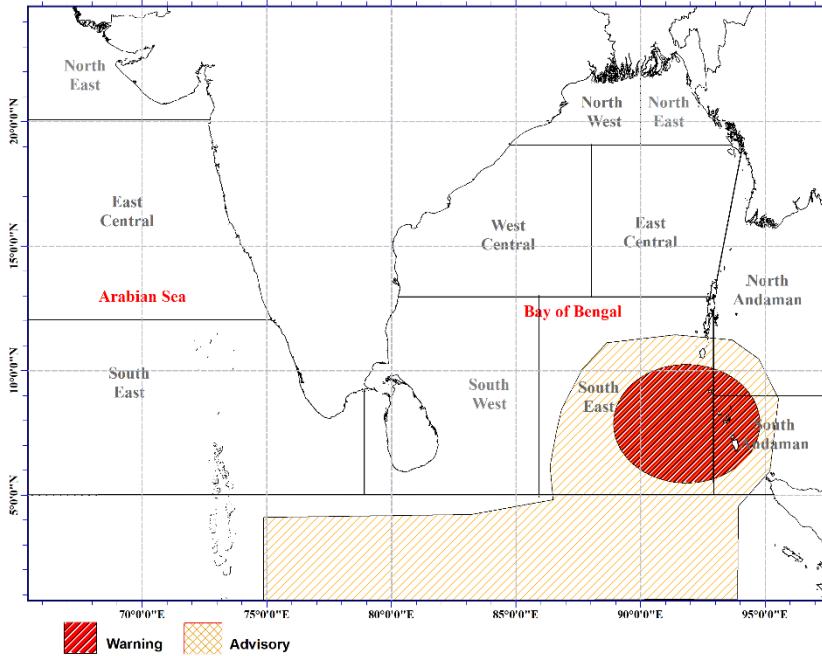 North
East
North
West
North
East
20°0'0"N
East
Central
West
Central
East
Central
15°0'0"N
North
Andaman
Arabian Sea
Bay of Bengal
South
East
10°0'0"N
South
West
South
East
South
Andaman
5°0'0"N
70°0'0"E
75°0'0"E
80°0'0"E
85°0'0"E
90°0'0"E
95°0'0"E
Warning
Advisory